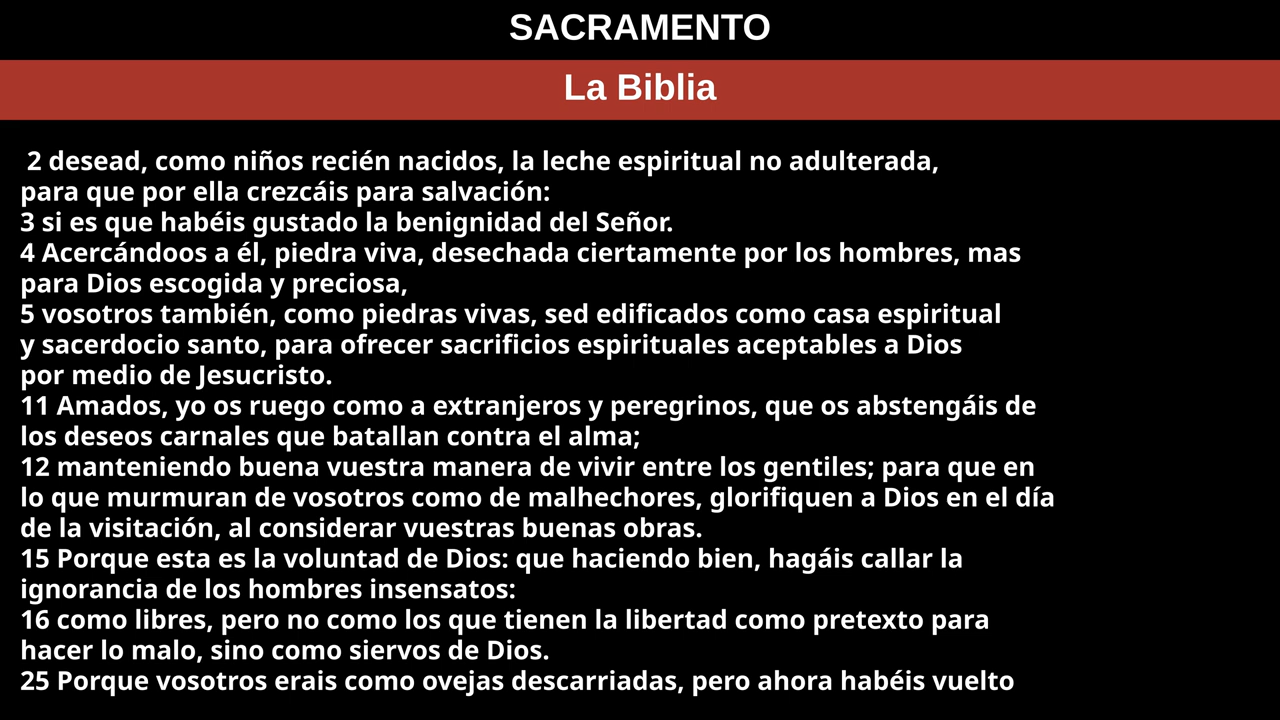 SACRAMENTO
La Biblia
2 desead, como niños recién nacidos, la leche espiritual no adulterada,
para que por ella crezcáis para salvación:
3 si es que habéis gustado la benignidad del Señor.
4 Acercándoos a él, piedra viva, desechada ciertamente por los hombres, mas
para Dios escogida y preciosa,
5 vosotros también, como piedras vivas, sed edificados como casa espiritual
y sacerdocio santo, para ofrecer sacrificios espirituales aceptables a Dios
por medio de Jesucristo.
11 Amados, yo os ruego como a extranjeros y peregrinos, que os abstengáis de
los deseos carnales que batallan contra el alma;
12 manteniendo buena vuestra manera de vivir entre los gentiles; para que en
lo que murmuran de vosotros como de malhechores, glorifiquen a Dios en el día
de la visitación, al considerar vuestras buenas obras.
15 Porque esta es la voluntad de Dios: que haciendo bien, hagáis callar la
ignorancia de los hombres insensatos:
16 como libres, pero no como los que tienen la libertad como pretexto para
hacer lo malo, sino como siervos de Dios.
25 Porque vosotros erais como ovejas descarriadas, pero ahora habéis vuelto